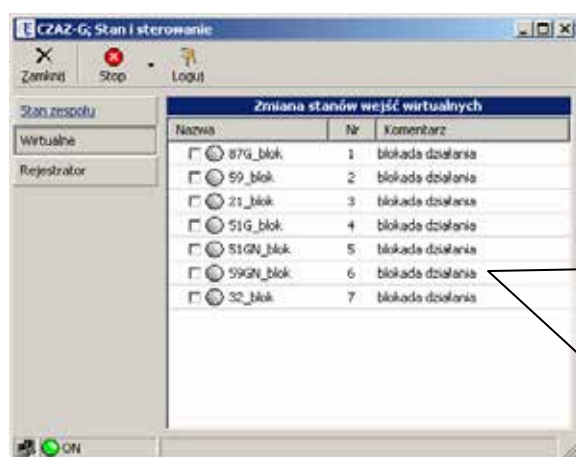 CZAZ-G; Stan i sterowanie
Zamknij Stop Loguj
Stan zespołu
Wirtualne
Rejestrator
Zmiana stanów wejść wirtualnych
Nazwa Nr Komentarz
87G_blok 1 blokada działania
59_blok 2 blokada działania
21_blok 3 blokada działania
51G_blok 4 blokada działania
51GN_blok 5 blokada działania
59GN_blok 6 blokada działania
32_blok 7 blokada działania
ON